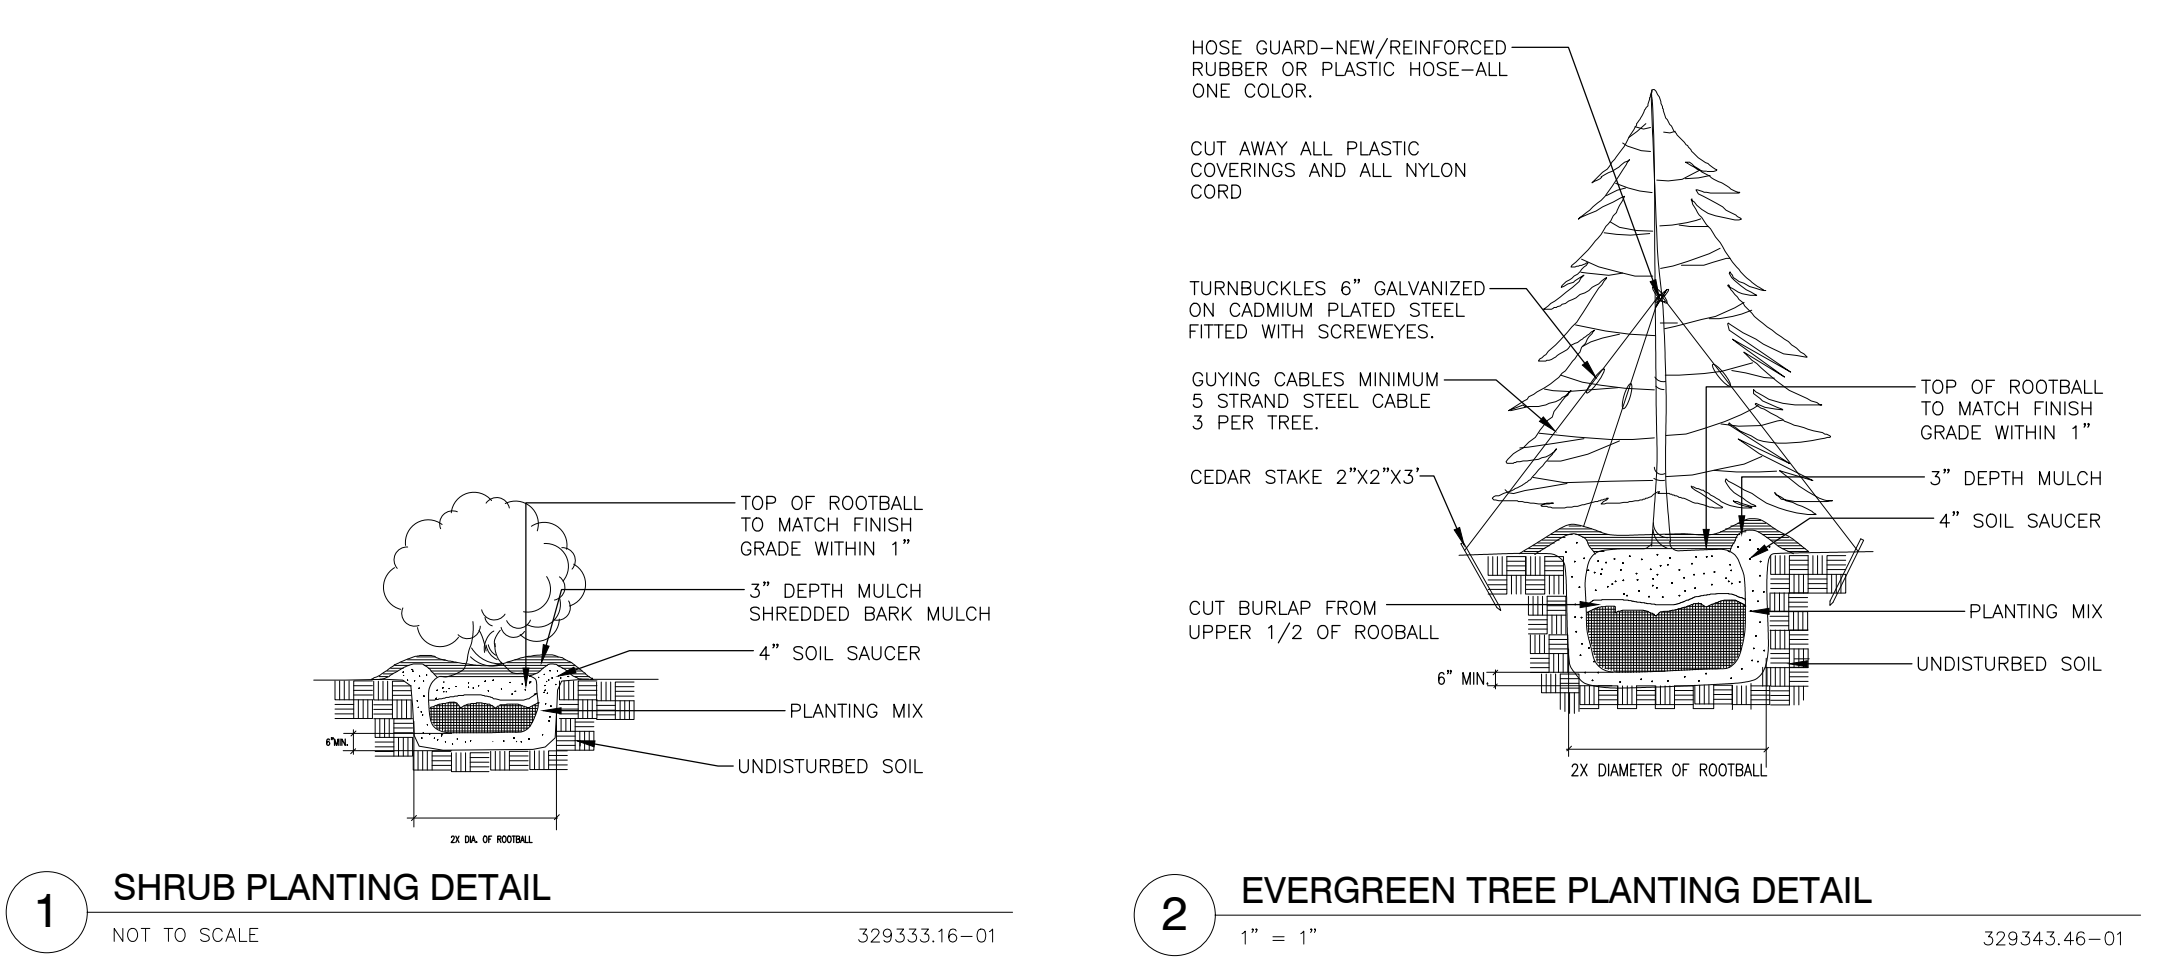 TOP OF ROOTBALL
TO MATCH FINISH
GRADE WITHIN 1"
3" DEPTH MULCH
SHREDDED BARK MULCH
4" SOIL SAUCER
PLANTING MIX
UNDISTURBED SOIL
6"MIN.
2X DIA. OF ROOTBALL
1
SHRUB PLANTING DETAIL
NOT TO SCALE
329333.16-01
HOSE GUARD-NEW/REINFORCED
RUBBER OR PLASTIC HOSE-ALL
ONE COLOR.
CUT AWAY ALL PLASTIC
COVERINGS AND ALL NYLON
CORD
TURNBUCKLES 6" GALVANIZED
ON CADMIUM PLATED STEEL
FITTED WITH SCREWEYES.
GUYING CABLES MINIMUM
5 STRAND STEEL CABLE
3 PER TREE.
CEDAR STAKE 2"X2"X3'
CUT BURLAP FROM
UPPER 1/2 OF ROOBALL
6" MIN.
TOP OF ROOTBALL
TO MATCH FINISH
GRADE WITHIN 1"
3" DEPTH MULCH
4" SOIL SAUCER
PLANTING MIX
UNDISTURBED SOIL
2X DIAMETER OF ROOTBALL
2
EVERGREEN TREE PLANTING DETAIL
1" = 1"
329343.46-01